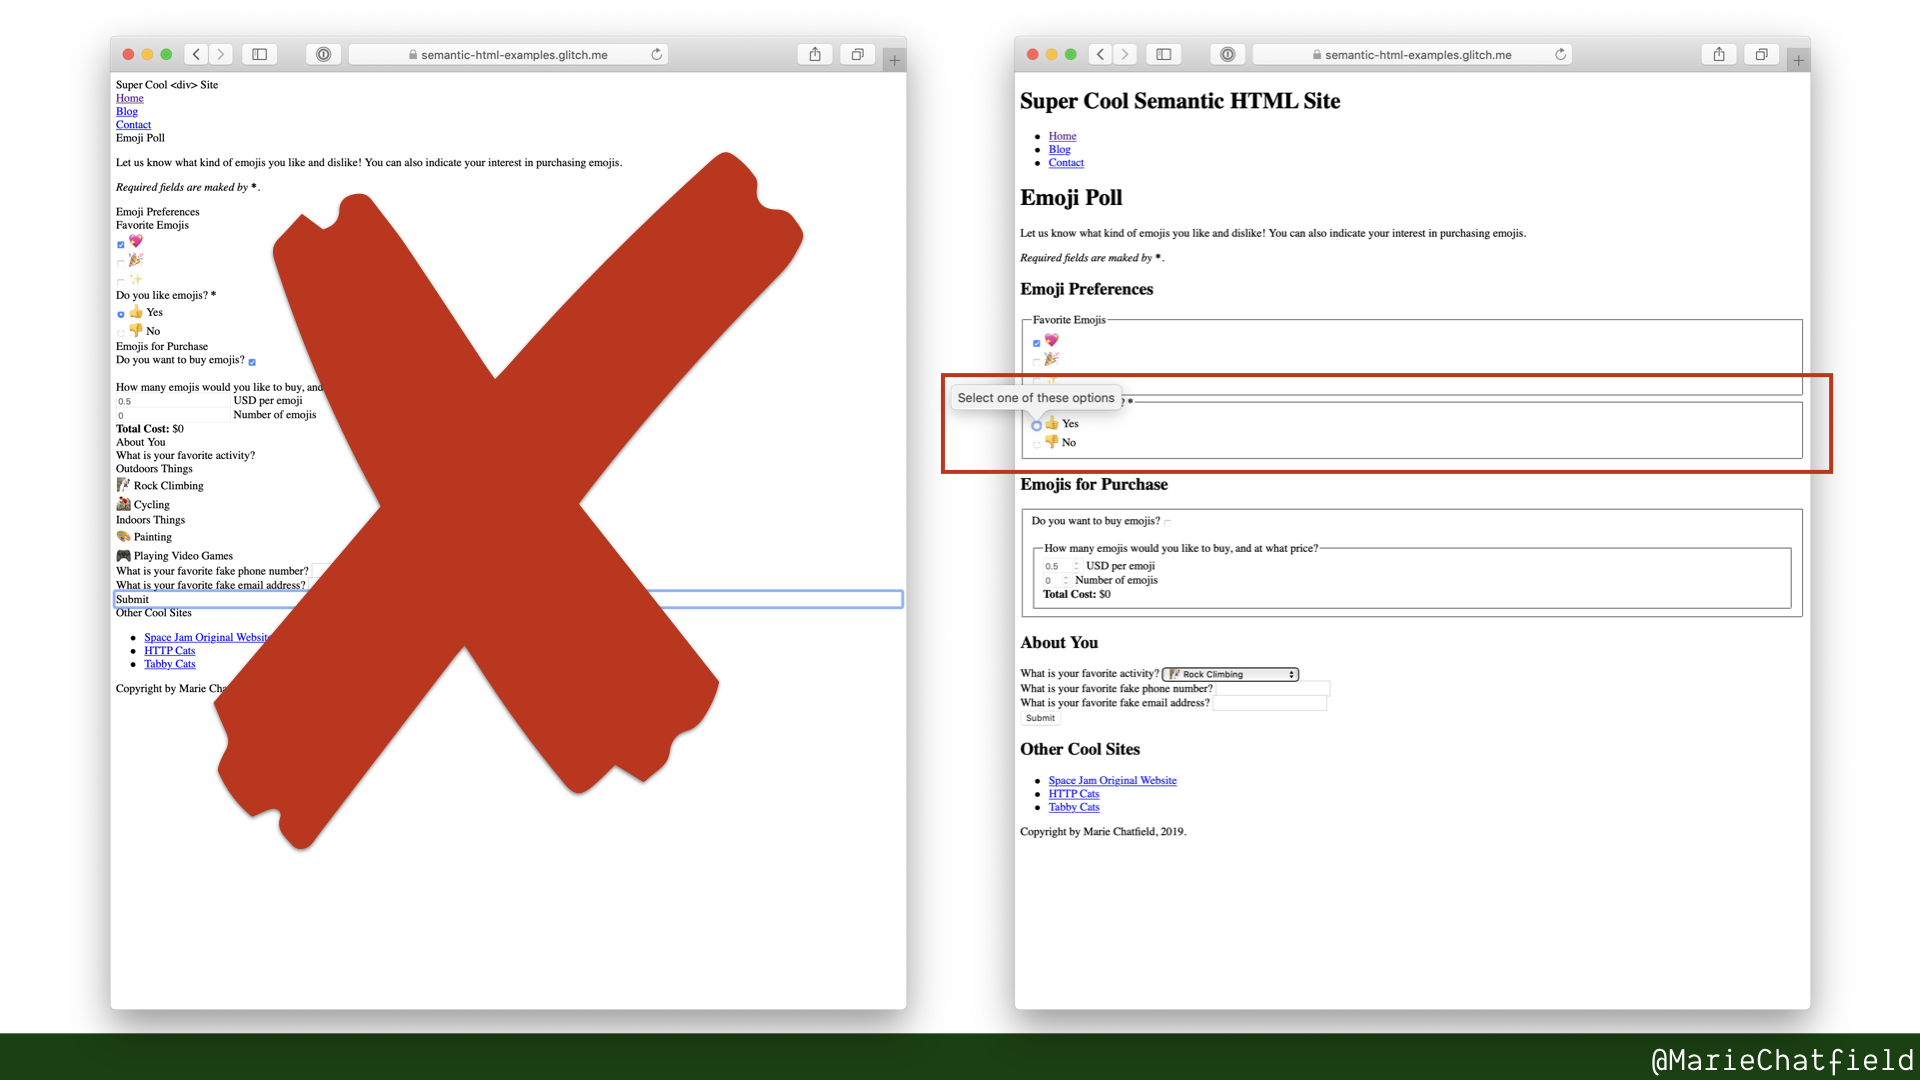 semantic-html-examples.glitch.me
Super Cool <div> Site
Home
Blog
Contact
Emoji Poll
Let us know what kind of emojis you like and dislike! You can also indicate your interest in purchasing emojis.
Required fields are maked by *.
Emoji Preferences
Favorite Emojis
Do you like emojis? *
Yes
No
Emojis for Purchase
Do you want to buy emojis?
How many emojis would you like to buy, and
0.5 USD per emoji
0 Number of emojis
Total Cost: $0
About You
What is your favorite activity?
Outdoors Things
Rock Climbing
Cycling
Indoors Things
Painting
Playing Video Games
What is your favorite fake phone number?
What is your favorite fake email address?
Submit
Other Cool Sites
Space Jam Original Website
HTTP Cats
Tabby Cats
Copyright by Marie Cha
semantic-html-examples.glitch.me
Super Cool Semantic HTML Site
Home
Blog
Contact
Emoji Poll
Let us know what kind of emojis you like and dislike! You can also indicate your interest in purchasing emojis.
Required fields are maked by *.
Emoji Preferences
Favorite Emojis
Select one of these options
? *
Yes
No
Emojis for Purchase
Do you want to buy emojis?
How many emojis would you like to buy, and at what price?
0.5 USD per emoji
0 Number of emojis
Total Cost: $0
About You
What is your favorite activity? Rock Climbing
What is your favorite fake phone number?
What is your favorite fake email address?
Submit
Other Cool Sites
Space Jam Original Website
HTTP Cats
Tabby Cats
Copyright by Marie Chatfield, 2019.
@MarieChatfield